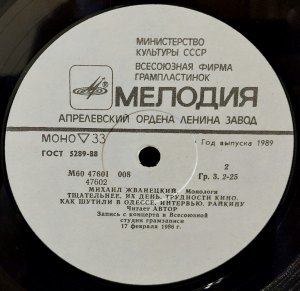 МИНИСТЕРСТВО
КУЛЬТУРЫ СССР
ВСЕСОЮЗНАЯ ФИРМА
ГРАМПЛАСТИНОК
МЕЛОДИЯ
АПРЕЛЕВСКИЙ ОРДЕНА ЛЕНИНА ЗАВОД
МОНО 33
Год выпуска 1989
ГОСТ 5289-88
2
М60 47601 008
Гр. 3. 2-25
47602
МИХАИЛ ЖВАНЕЦКИЙ. Монологи
ТЩАТЕЛЬНЕЕ. ИХ ДЕНЬ. ТРУДНОСТИ КИНО.
КАК ШУТИЛИ В ОДЕССЕ. ИНТЕРВЬЮ. РАЙКИНУ
Читает АВТОР
Запись с концерта в Всесоюзной
студии грамзаписи
17 февраля 1986 г.